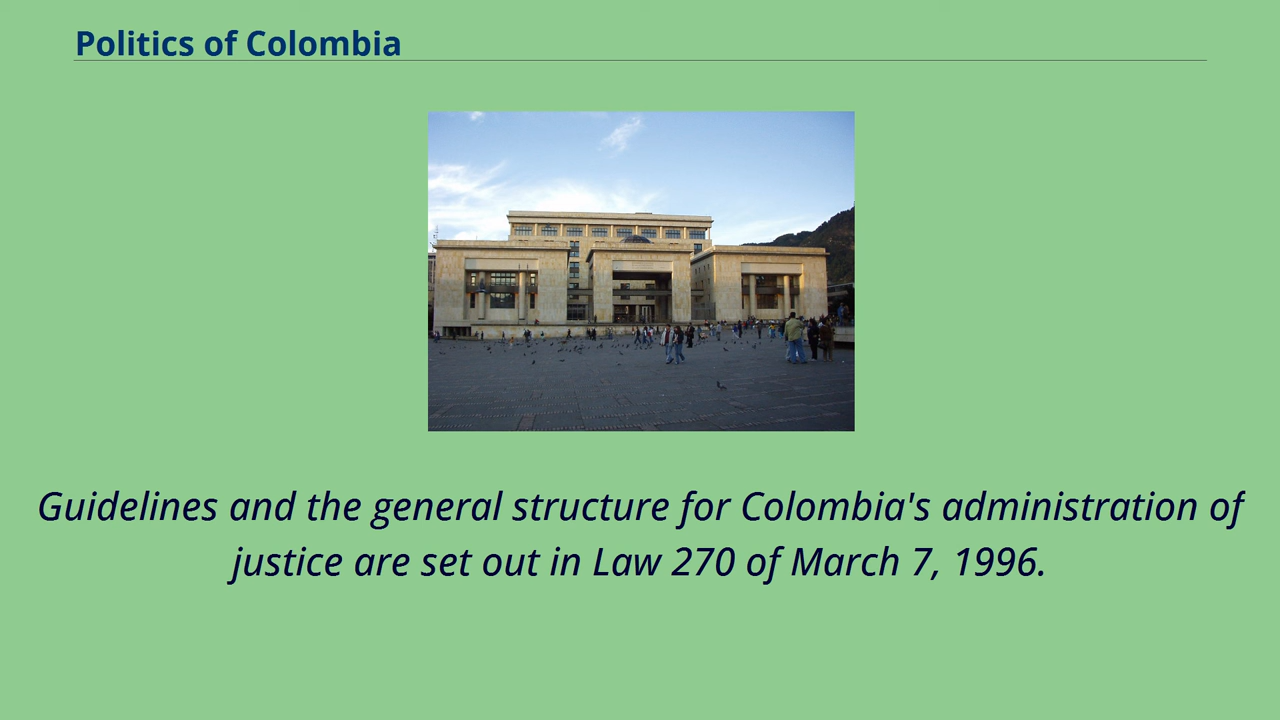 Politics of Colombia
Guidelines and the general structure for Colombia's administration of
justice are set out in Law 270 of March 7, 1996.